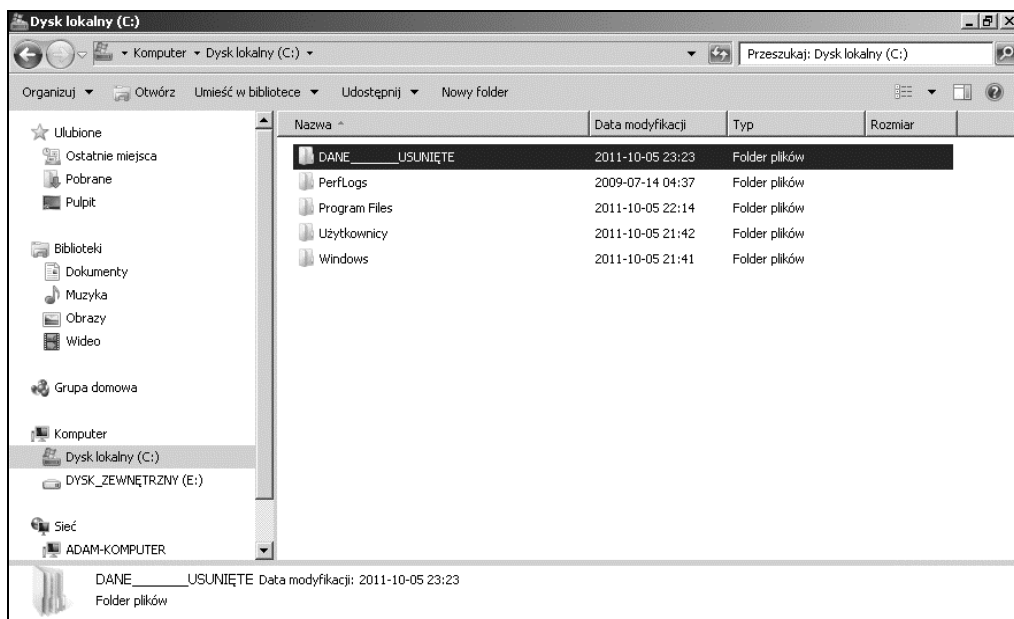 Dysk lokalny (C:)
Komputer Dysk lokalny (C:)
Przeszukaj: Dysk lokalny (C:)
Organizuj Otwórz Umieść w bibliotece Udostępnij Nowy folder
Ulubione
Ostatnie miejsca
Pobrane
Pulpit
Biblioteki
Dokumenty
Muzyka
Obrazy
Wideo
Grupa domowa
Komputer
Dysk lokalny (C:)
DYSK_ZEWNĘTRZNY (E:)
Sieć
ADAM-KOMPUTER
Nazwa Data modyfikacji Typ Rozmiar
DANE_______USUNIĘTE 2011-10-05 23:23 Folder plików
PerfLogs 2009-07-14 04:37 Folder plików
Program Files 2011-10-05 22:14 Folder plików
Użytkownicy 2011-10-05 21:42 Folder plików
Windows 2011-10-05 21:41 Folder plików
DANE_______USUNIĘTE Data modyfikacji: 2011-10-05 23:23
Folder plików